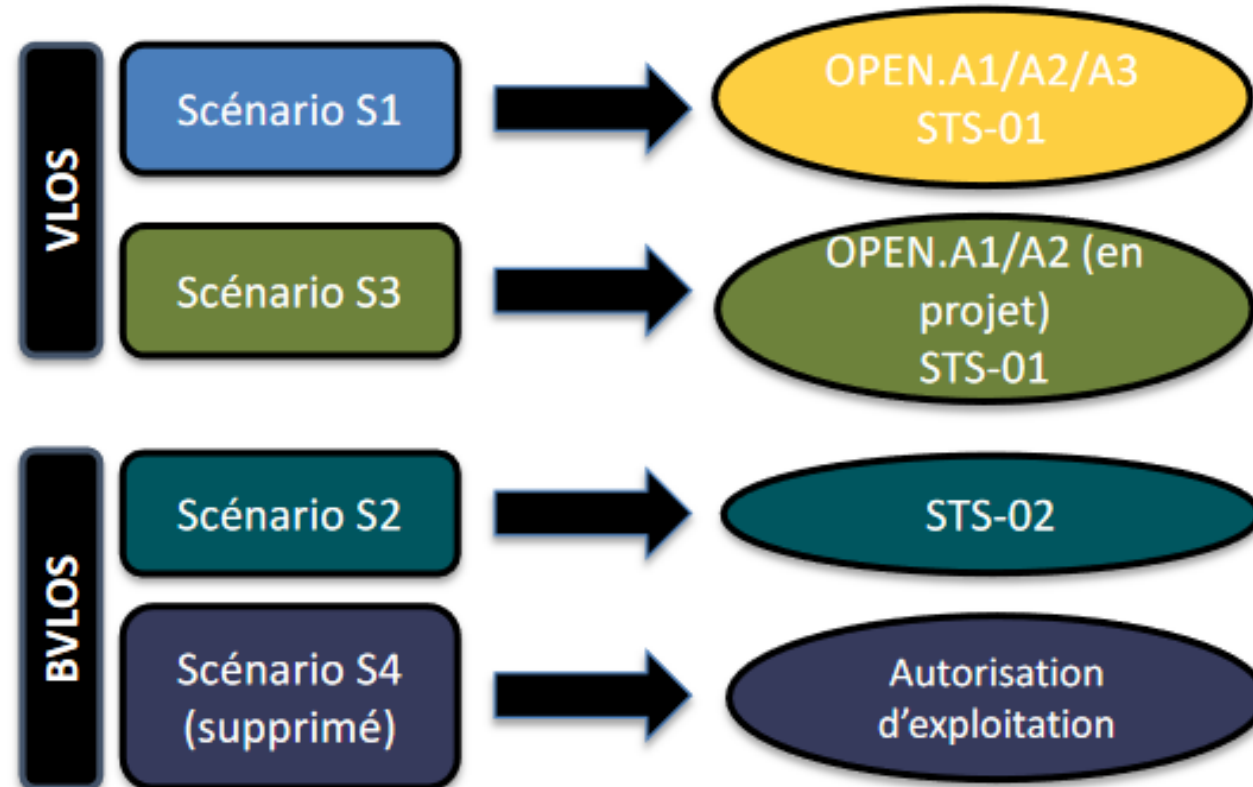 VLOS
Scénario S1
OPEN.A1/A2/A3
STS-01
Scénario S3
OPEN.A1/A2 (en
projet)
STS-01
BVLOS
Scénario S2
STS-02
Scénario S4
(supprimé)
Autorisation
d’exploitation